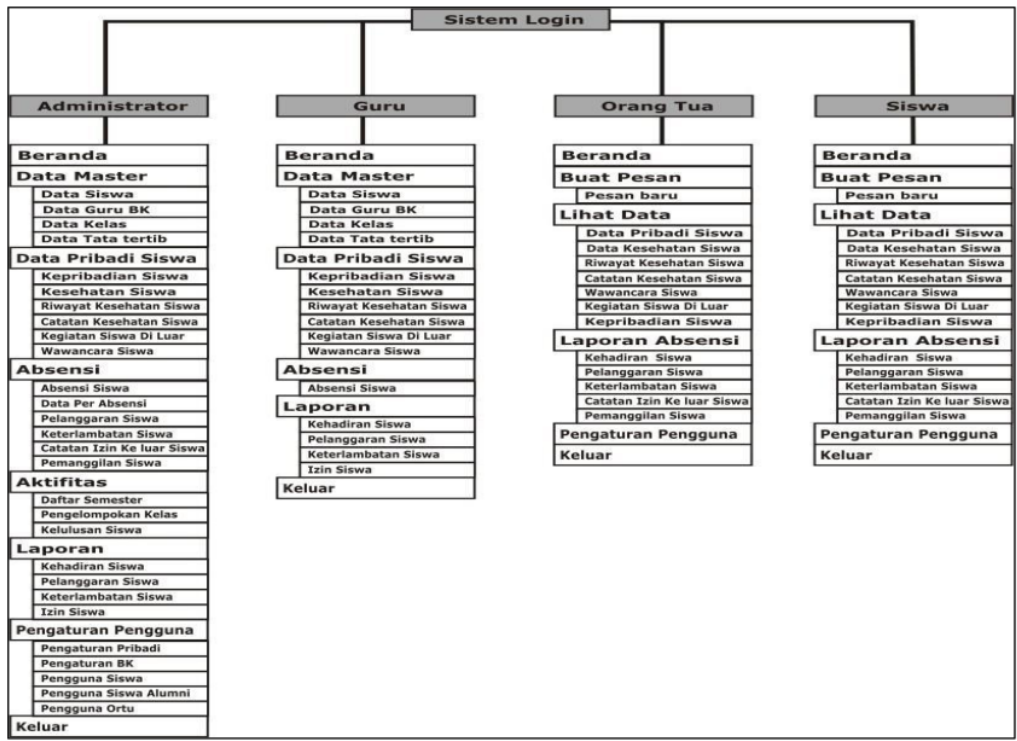 Sistem Login
Administrator
Beranda
Data Master
Data Siswa
Data Guru BK
Data Kelas
Data Tata tertib
Data Pribadi Siswa
Kepribadian Siswa
Kesehatan Siswa
Riwayat Kesehatan Siswa
Catatan Kesehatan Siswa
Kegiatan Siswa Di Luar
Wawancara Siswa
Absensi
Absensi Siswa
Data Per Absensi
Pelanggaran Siswa
Keterlambatan Siswa
Catatan Izin Ke luar Siswa
Pemanggilan Siswa
Aktifitas
Daftar Semester
Pengelompokan Kelas
Kelulusan Siswa
Laporan
Kehadiran Siswa
Pelanggaran Siswa
Keterlambatan Siswa
Izin Siswa
Pengaturan Pengguna
Pengaturan Pribadi
Pengaturan BK
Pengguna Siswa
Pengguna Siswa Alumni
Pengguna Ortu
Keluar
Guru
Beranda
Data Master
Data Siswa
Data Guru BK
Data Kelas
Data Tata tertib
Data Pribadi Siswa
Kepribadian Siswa
Kesehatan Siswa
Riwayat Kesehatan Siswa
Catatan Kesehatan Siswa
Kegiatan Siswa Di Luar
Wawancara Siswa
Absensi
Absensi Siswa
Laporan
Kehadiran Siswa
Pelanggaran Siswa
Keterlambatan Siswa
Izin Siswa
Keluar
Orang Tua
Beranda
Buat Pesan
Pesan baru
Lihat Data
Data Pribadi Siswa
Data Kesehatan Siswa
Riwayat Kesehatan Siswa
Catatan Kesehatan Siswa
Wawancara Siswa
Kegiatan Siswa Di Luar
Kepribadian Siswa
Laporan Absensi
Kehadiran Siswa
Pelanggaran Siswa
Keterlambatan Siswa
Catatan Izin Ke luar Siswa
Pemanggilan Siswa
Pengaturan Pengguna
Keluar
Siswa
Beranda
Buat Pesan
Pesan baru
Lihat Data
Data Pribadi Siswa
Data Kesehatan Siswa
Riwayat Kesehatan Siswa
Catatan Kesehatan Siswa
Wawancara Siswa
Kegiatan Siswa Di Luar
Kepribadian Siswa
Laporan Absensi
Kehadiran Siswa
Pelanggaran Siswa
Keterlambatan Siswa
Catatan Izin Ke luar Siswa
Pemanggilan Siswa
Pengaturan Pengguna
Keluar